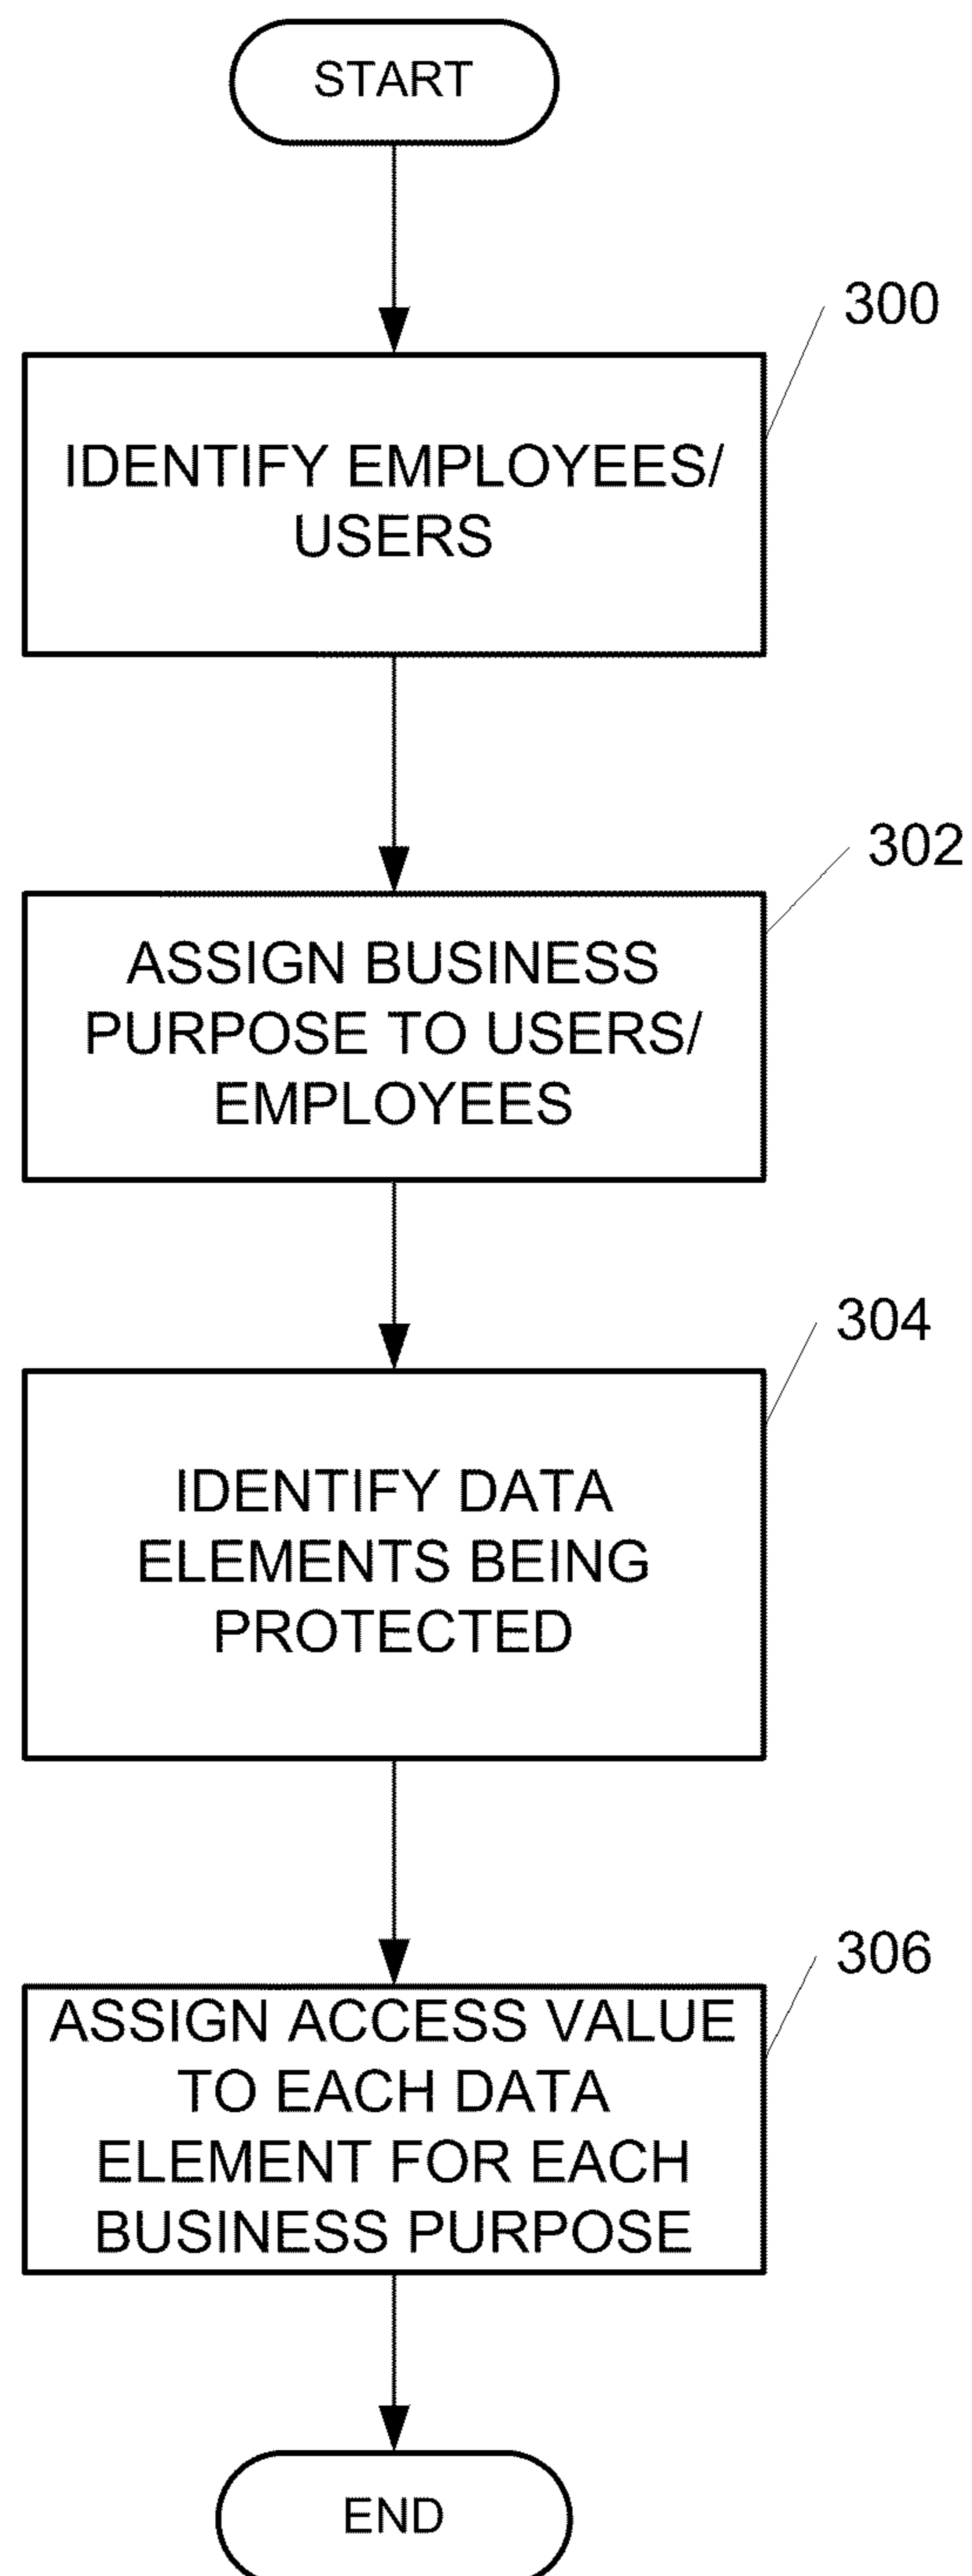 START
300
IDENTIFY EMPLOYEES/
USERS
302
ASSIGN BUSINESS
PURPOSE TO USERS/
EMPLOYEES
304
IDENTIFY DATA
ELEMENTS BEING
PROTECTED
306
ASSIGN ACCESS VALUE
TO EACH DATA
ELEMENT FOR EACH
BUSINESS PURPOSE
END